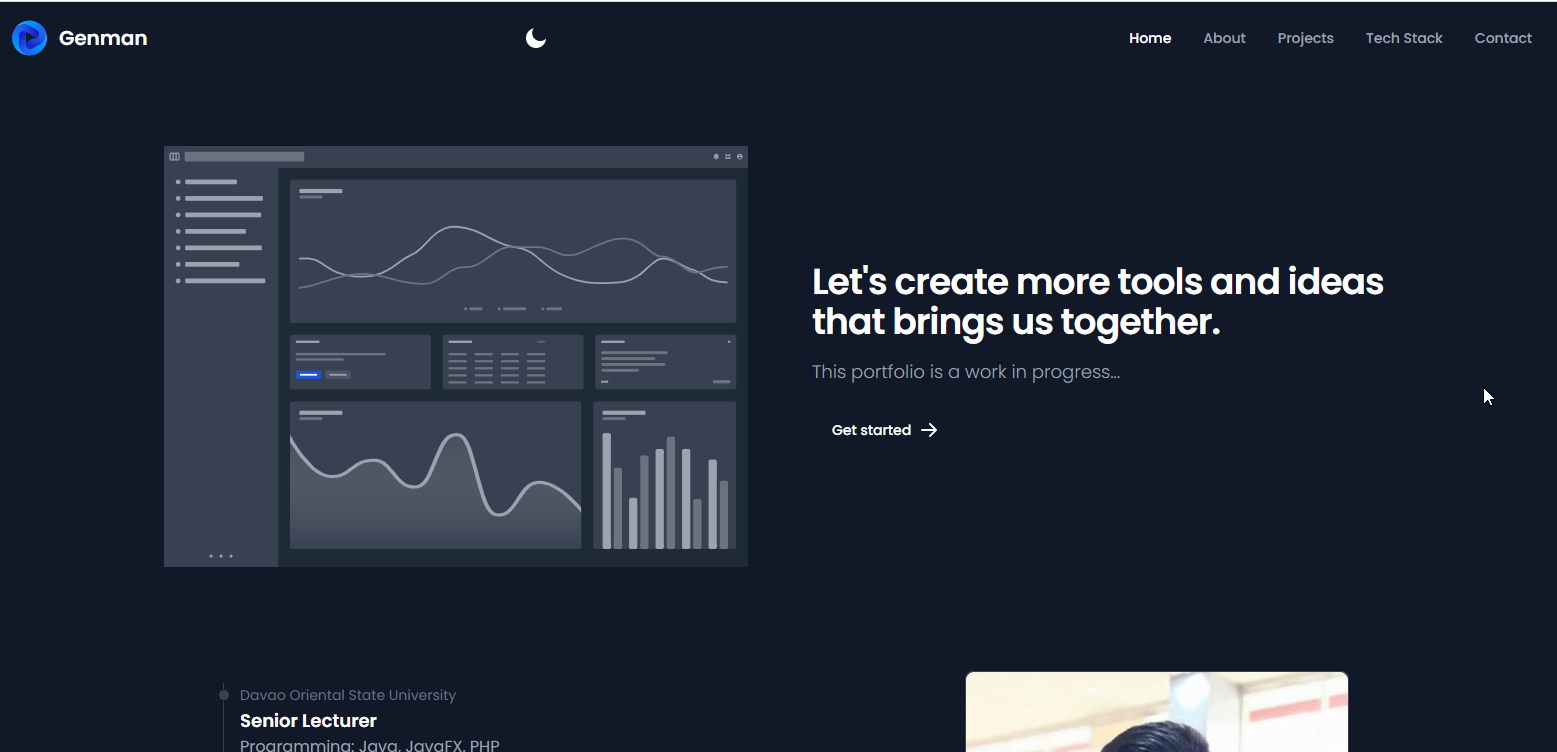 Genman
Home About Projects Tech Stack Contact
Let's create more tools and ideas
that brings us together.
This portfolio is a work in progress...
Get started
Davao Oriental State University
Senior Lecturer
Programming: Java, JavaFX, PHP